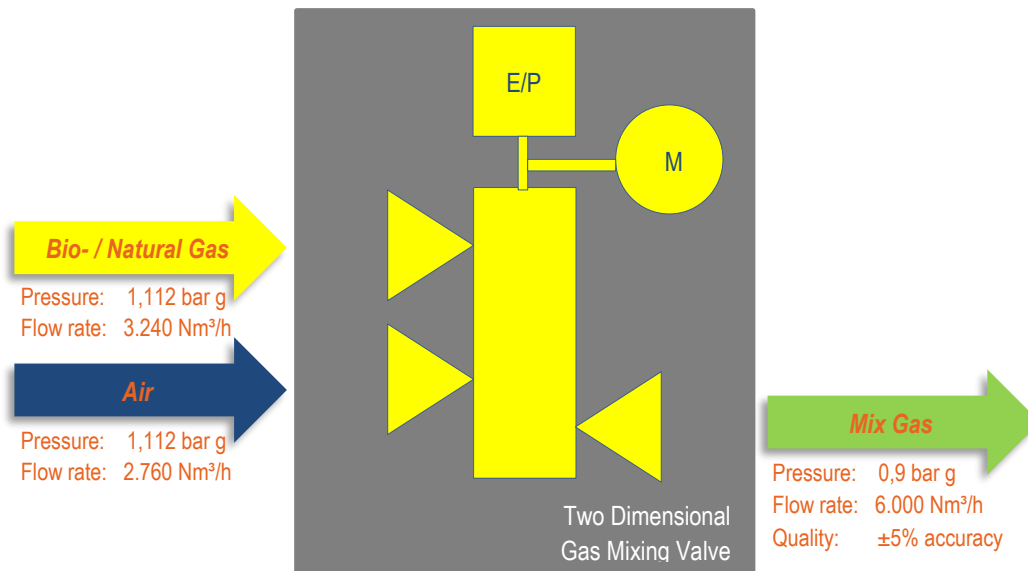 E/P
M
Bio- / Natural Gas
Pressure: 1,112 bar g
Flow rate: 3.240 Nm³/h
Air
Pressure: 1,112 bar g
Flow rate: 2.760 Nm³/h
Mix Gas
Pressure: 0,9 bar g
Flow rate: 6.000 Nm³/h
Quality: ±5% accuracy
Two Dimensional
Gas Mixing Valve